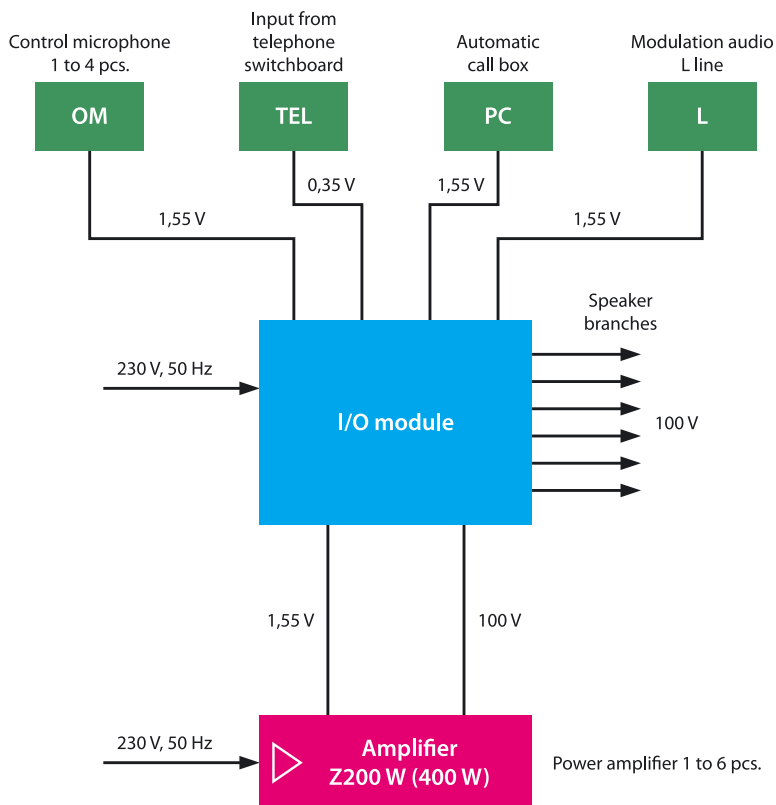 Control microphone
1 to 4 pcs.
Input from
telephone
switchboard
Automatic
call box
Modulation audio
L line
OM
TEL
PC
L
0,35 V
1,55 V
1,55 V
1,55 V
Speaker
branches
230 V, 50 Hz
I/O module
100 V
1,55 V
100 V
230 V, 50 Hz
Amplifier
Z200 W (400 W)
Power amplifier 1 to 6 pcs.